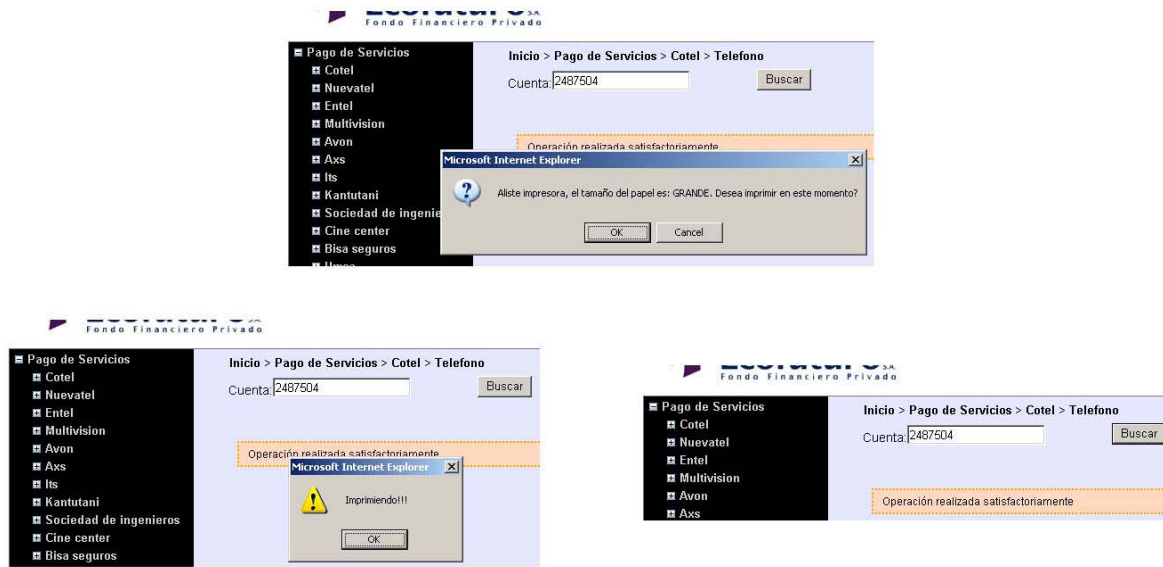 Fondo Financiero Privado
Pago de Servicios
Cotel
Nuevatel
Entel
Multivision
Avon
Axs
Its
Kantutani
Sociedad de ingenie
Cine center
Bisa seguros
Inicio > Pago de Servicios > Cotel > Telefono
Cuenta: 2487504 Buscar
Operación realizada satisfactoriamente
Microsoft Internet Explorer
Aliste impresora, el tamaño del papel es: GRANDE. Desea imprimir en este momento?
OK Cancel
Fondo Financiero Privado
Pago de Servicios
Cotel
Nuevatel
Entel
Multivision
Avon
Axs
Its
Kantutani
Sociedad de ingenieros
Cine center
Bisa seguros
Inicio > Pago de Servicios > Cotel > Telefono
Cuenta: 2487504 Buscar
Operación realizada satisfactoriamente
Microsoft Internet Explorer
Imprimiendo!!!
OK
Fondo Financiero Privado
Pago de Servicios
Cotel
Nuevatel
Entel
Multivision
Avon
Axs
Inicio > Pago de Servicios > Cotel > Telefono
Cuenta: 2487504 Buscar
Operación realizada satisfactoriamente